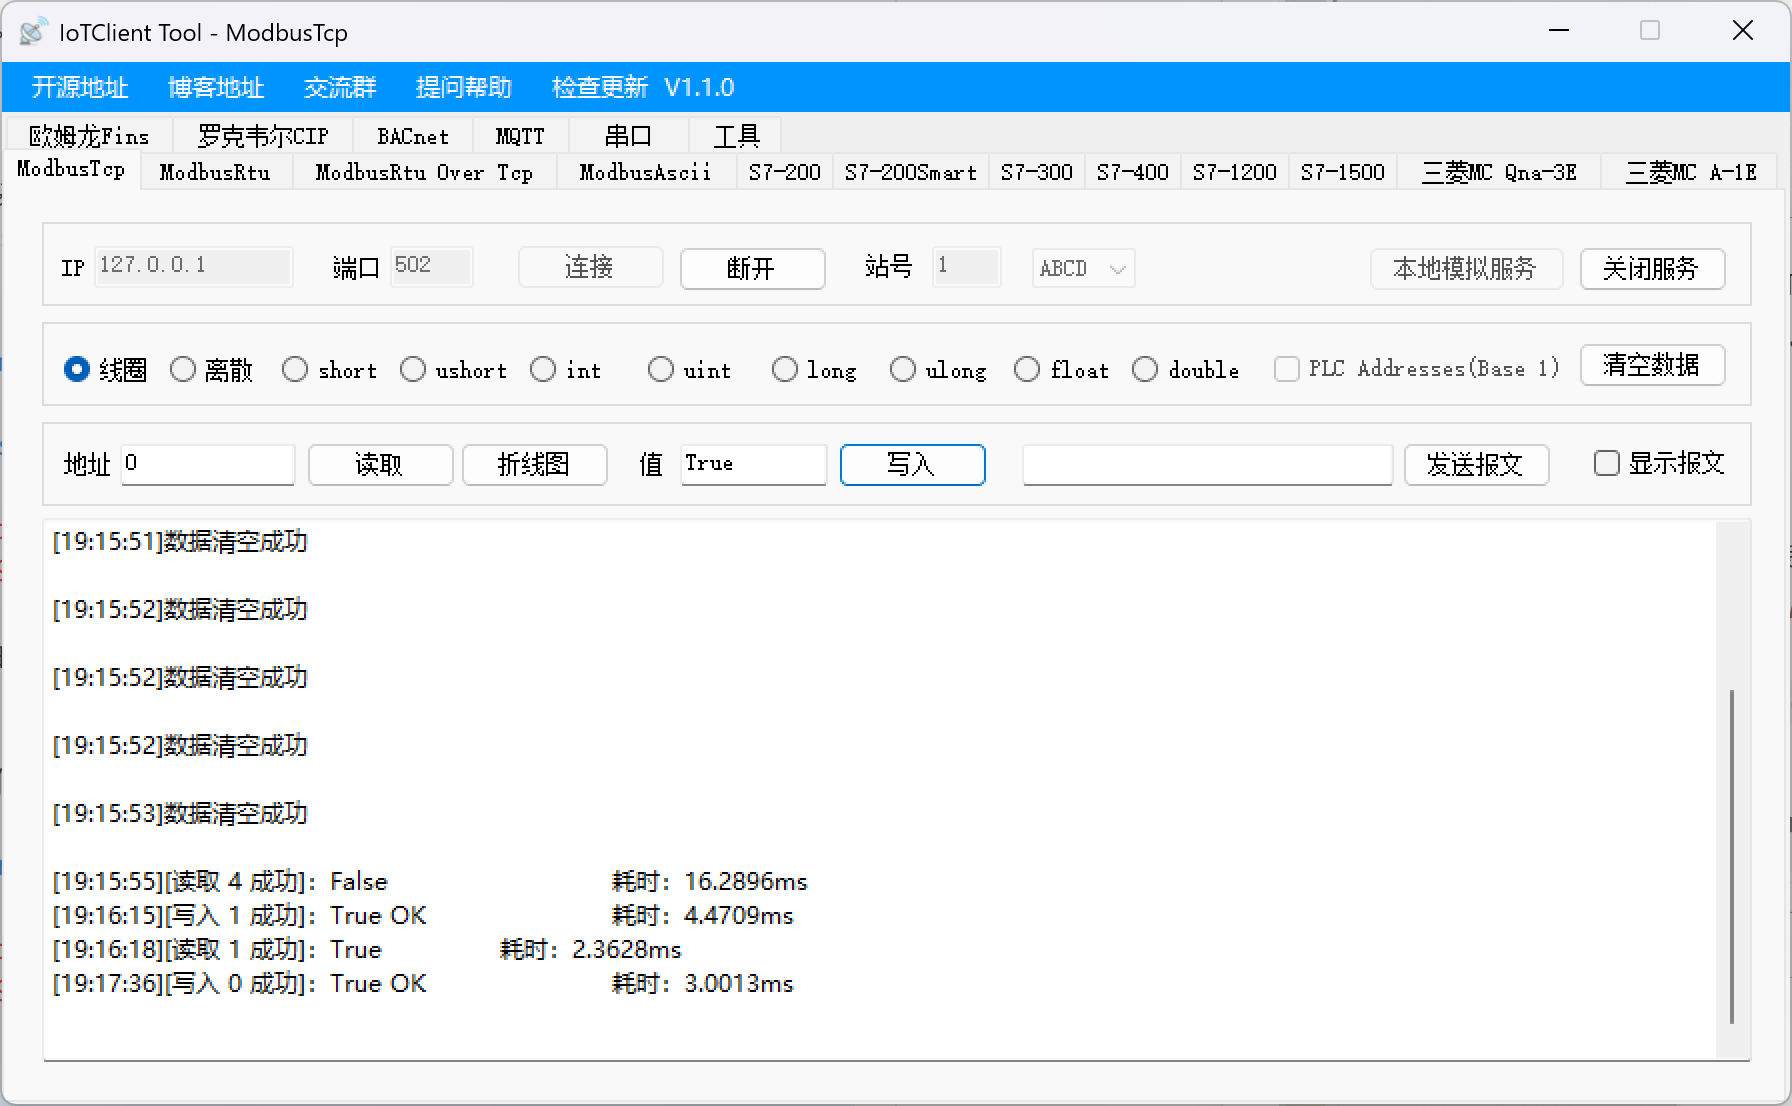 IoTClient Tool - ModbusTcp
开源地址 博客地址 交流群 提问帮助 检查更新 V1.1.0
欧姆龙Fins 罗克韦尔CIP BACnet MQTT 串口 工具
ModbusTcp ModbusRtu ModbusRtu Over Tcp ModbusAscii S7-200 S7-200Smart S7-300 S7-400 S7-1200 S7-1500 三菱MC Qna-3E 三菱MC A-1E
IP 127.0.0.1 端口 502 连接 断开 站号 1 ABCD 本地模拟服务 关闭服务
线圈 离散 short ushort int uint long ulong float double PLC Addresses(Base 1) 清空数据
地址 0 读取 折线图 值 True 写入 发送报文 显示报文
[19:15:51]数据清空成功
[19:15:52]数据清空成功
[19:15:52]数据清空成功
[19:15:52]数据清空成功
[19:15:53]数据清空成功
[19:15:55][读取 4 成功]：False 耗时：16.2896ms
[19:16:15][写入 1 成功]：True OK 耗时：4.4709ms
[19:16:18][读取 1 成功]：True 耗时：2.3628ms
[19:17:36][写入 0 成功]：True OK 耗时：3.0013ms